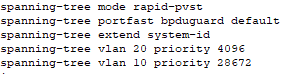 spanning-tree mode rapid-pvst
spanning-tree portfast bpduguard default
spanning-tree extend system-id
spanning-tree vlan 20 priority 4096
spanning-tree vlan 10 priority 28672